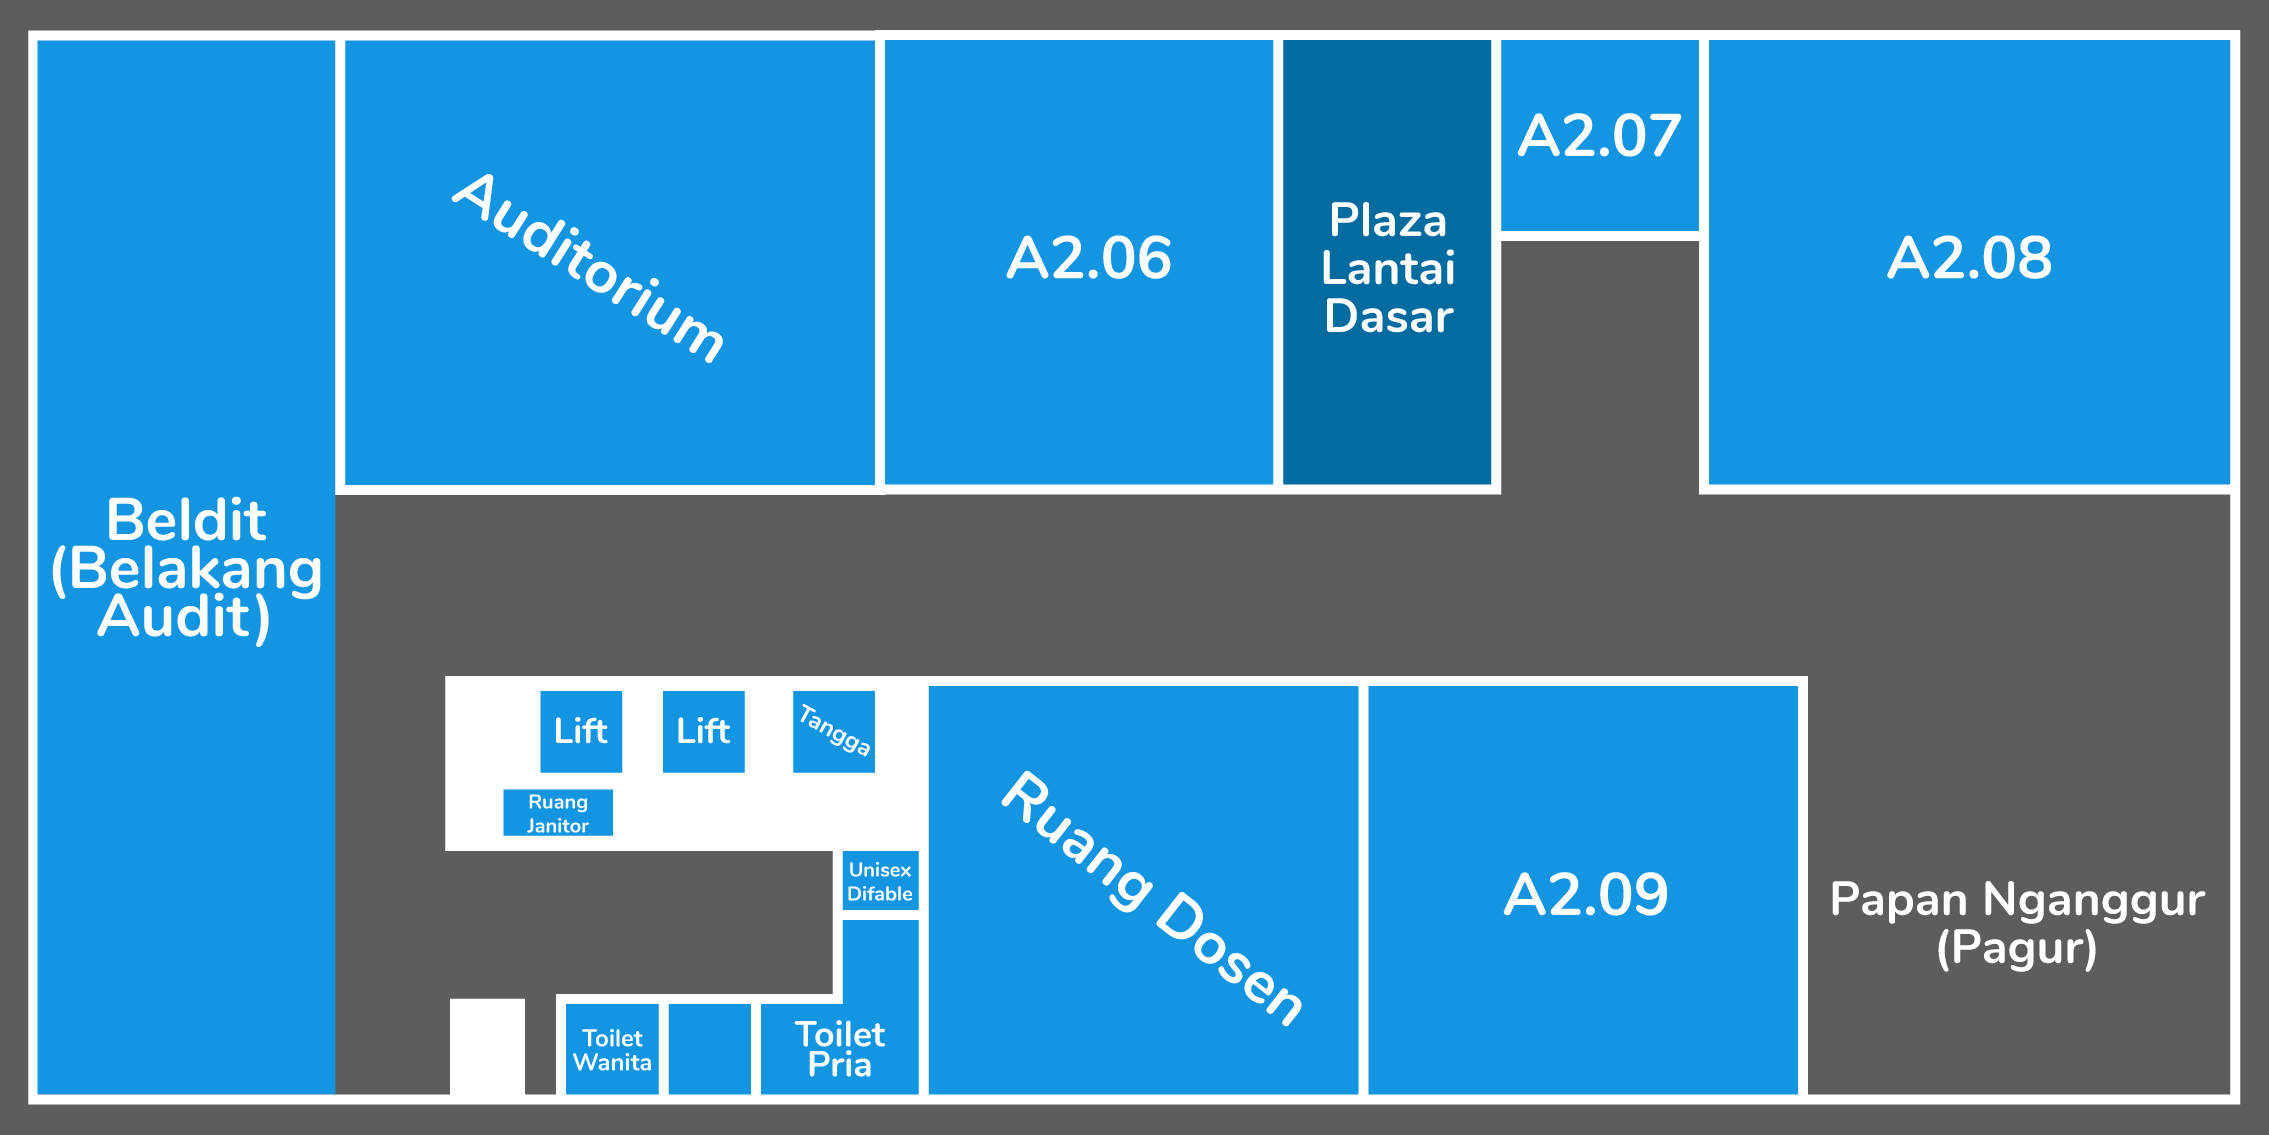 Auditorium
A2.06
Plaza
Lantai
Dasar
A2.07
A2.08
Beldit
(Belakang
Audit)
Lift
Lift
Tangga
Ruang
Janitor
Unisex
Difable
Toilet
Wanita
Toilet
Pria
Ruang Dosen
A2.09
Papan Nganggur
(Pagur)